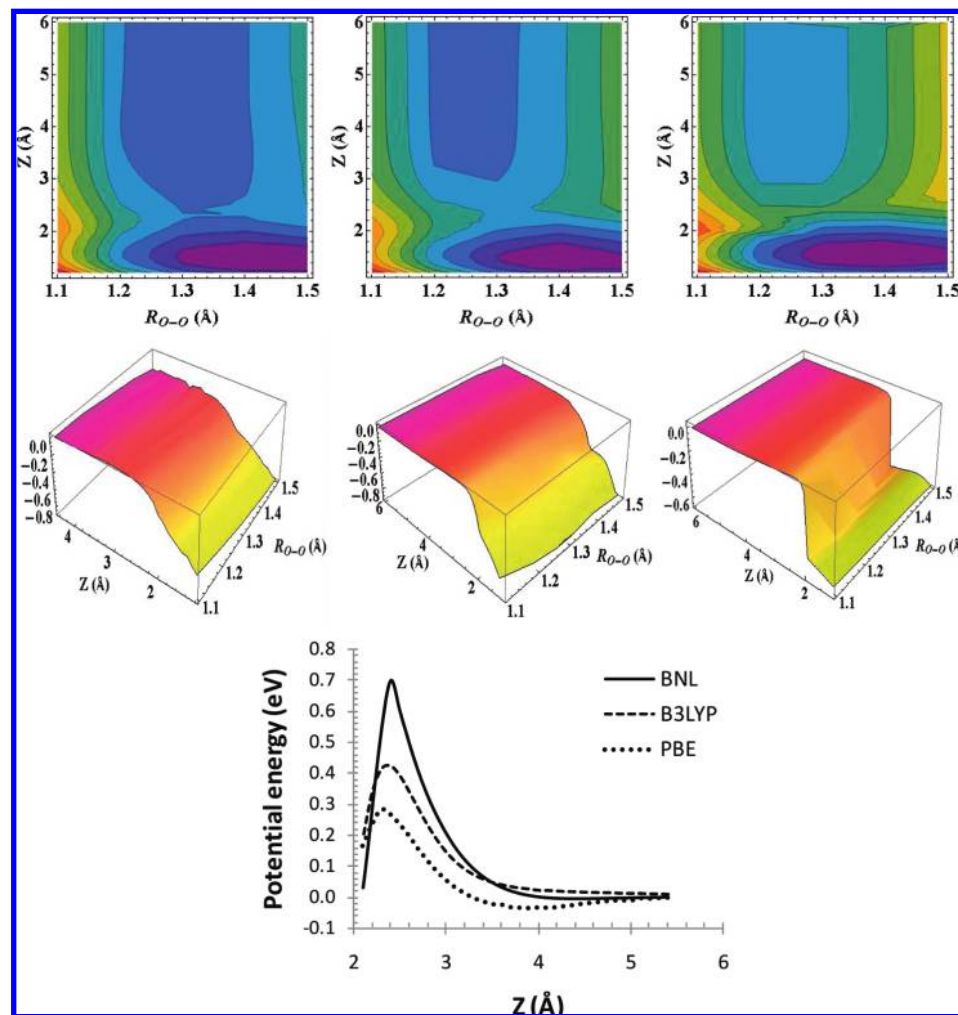 6 6 6
5 5 5
Z (Å) 4 Z (Å) 4 Z (Å) 4
3 3 3
2 2 2
1.1 1.2 1.3 1.4 1.5 1.1 1.2 1.3 1.4 1.5 1.1 1.2 1.3 1.4 1.5
R_{O-O} (Å) R_{O-O} (Å) R_{O-O} (Å)
0.0 −0.2 −0.4 −0.6 −0.8
4 3 2
Z (Å)
1.5 1.4 1.3 1.2 1.1
R_{O-O} (Å)
0.0 −0.2 −0.4 −0.6 −0.8
6 4 2
Z (Å)
1.5 1.4 1.3 1.2 1.1
R_{O-O} (Å)
0.0 −0.2 −0.4 −0.6
6 4 2
Z (Å)
1.5 1.4 1.3 1.2 1.1
R_{O-O} (Å)
Potential energy (eV)
0.8
0.7
0.6
0.5
0.4
0.3
0.2
0.1
0.0
-0.1
BNL
B3LYP
PBE
2 3 4 5 6
Z (Å)